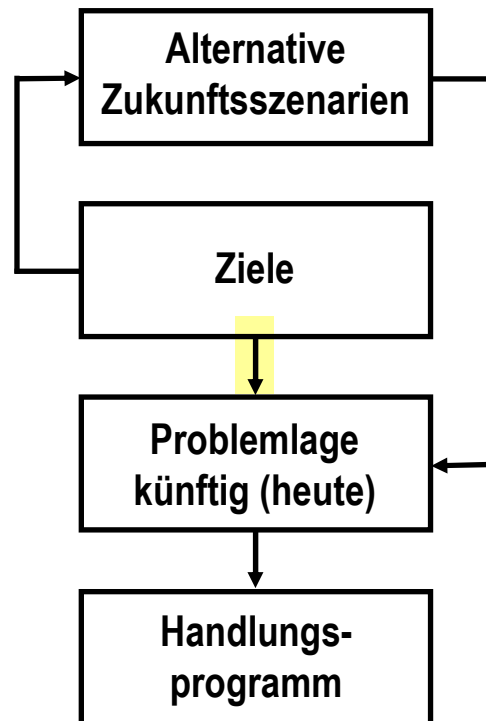 Alternative
Zukunftsszenarien
Ziele
Problemlage
künftig (heute)
Handlungs-
programm